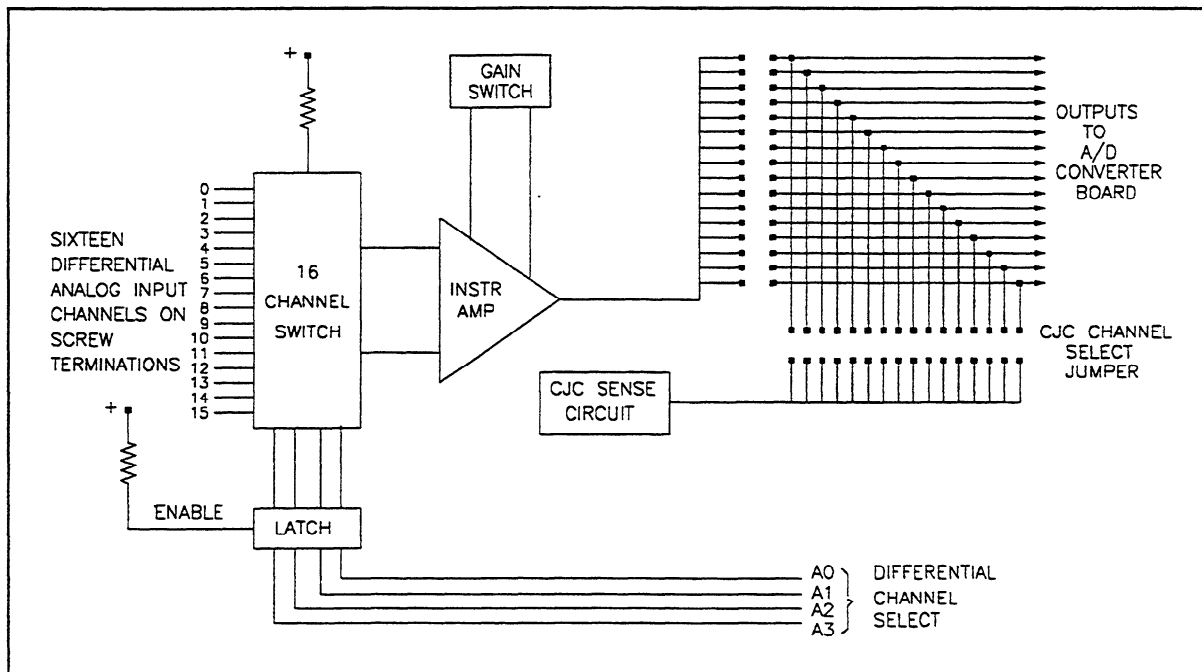 +
GAIN
SWITCH
OUTPUTS
TO
A/D
CONVERTER
BOARD
0
1
2
3
4
5
6
7
8
9
10
11
12
13
14
15
SIXTEEN
DIFFERENTIAL
ANALOG INPUT
CHANNELS ON
SCREW
TERMINATIONS
16
CHANNEL
SWITCH
INSTR
AMP
CJC CHANNEL
SELECT
JUMPER
CJC SENSE
CIRCUIT
+
ENABLE
LATCH
A0
A1
A2
A3
DIFFERENTIAL
CHANNEL
SELECT